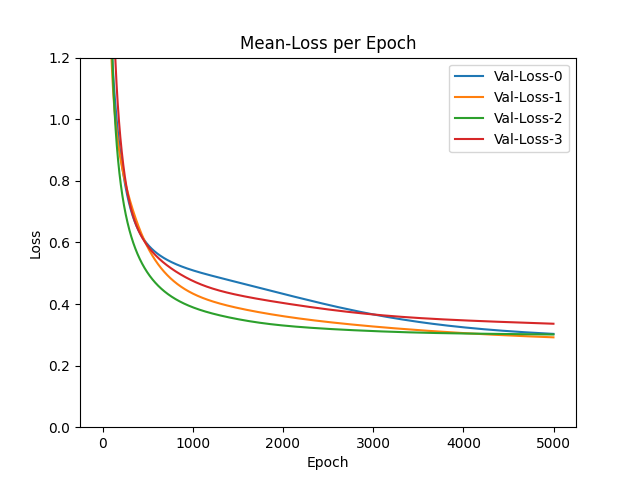 Mean-Loss per Epoch
Val-Loss-0
Val-Loss-1
Val-Loss-2
Val-Loss-3
Loss
1.2
1.0
0.8
0.6
0.4
0.2
0.0
0 1000 2000 3000 4000 5000
Epoch